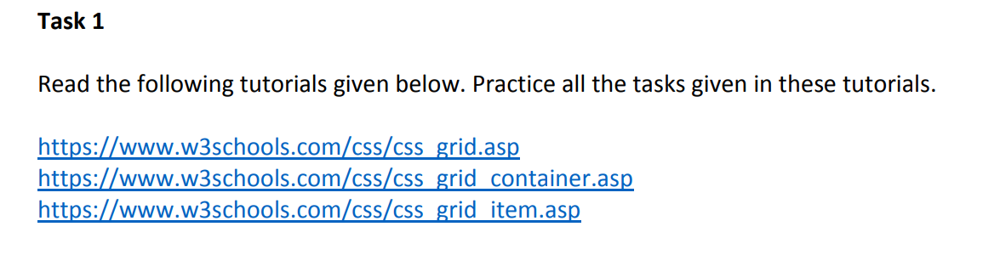 Task 1
Read the following tutorials given below. Practice all the tasks given in these tutorials.
https://www.w3schools.com/css/css_grid.asp
https://www.w3schools.com/css/css_grid_container.asp
https://www.w3schools.com/css/css_grid_item.asp